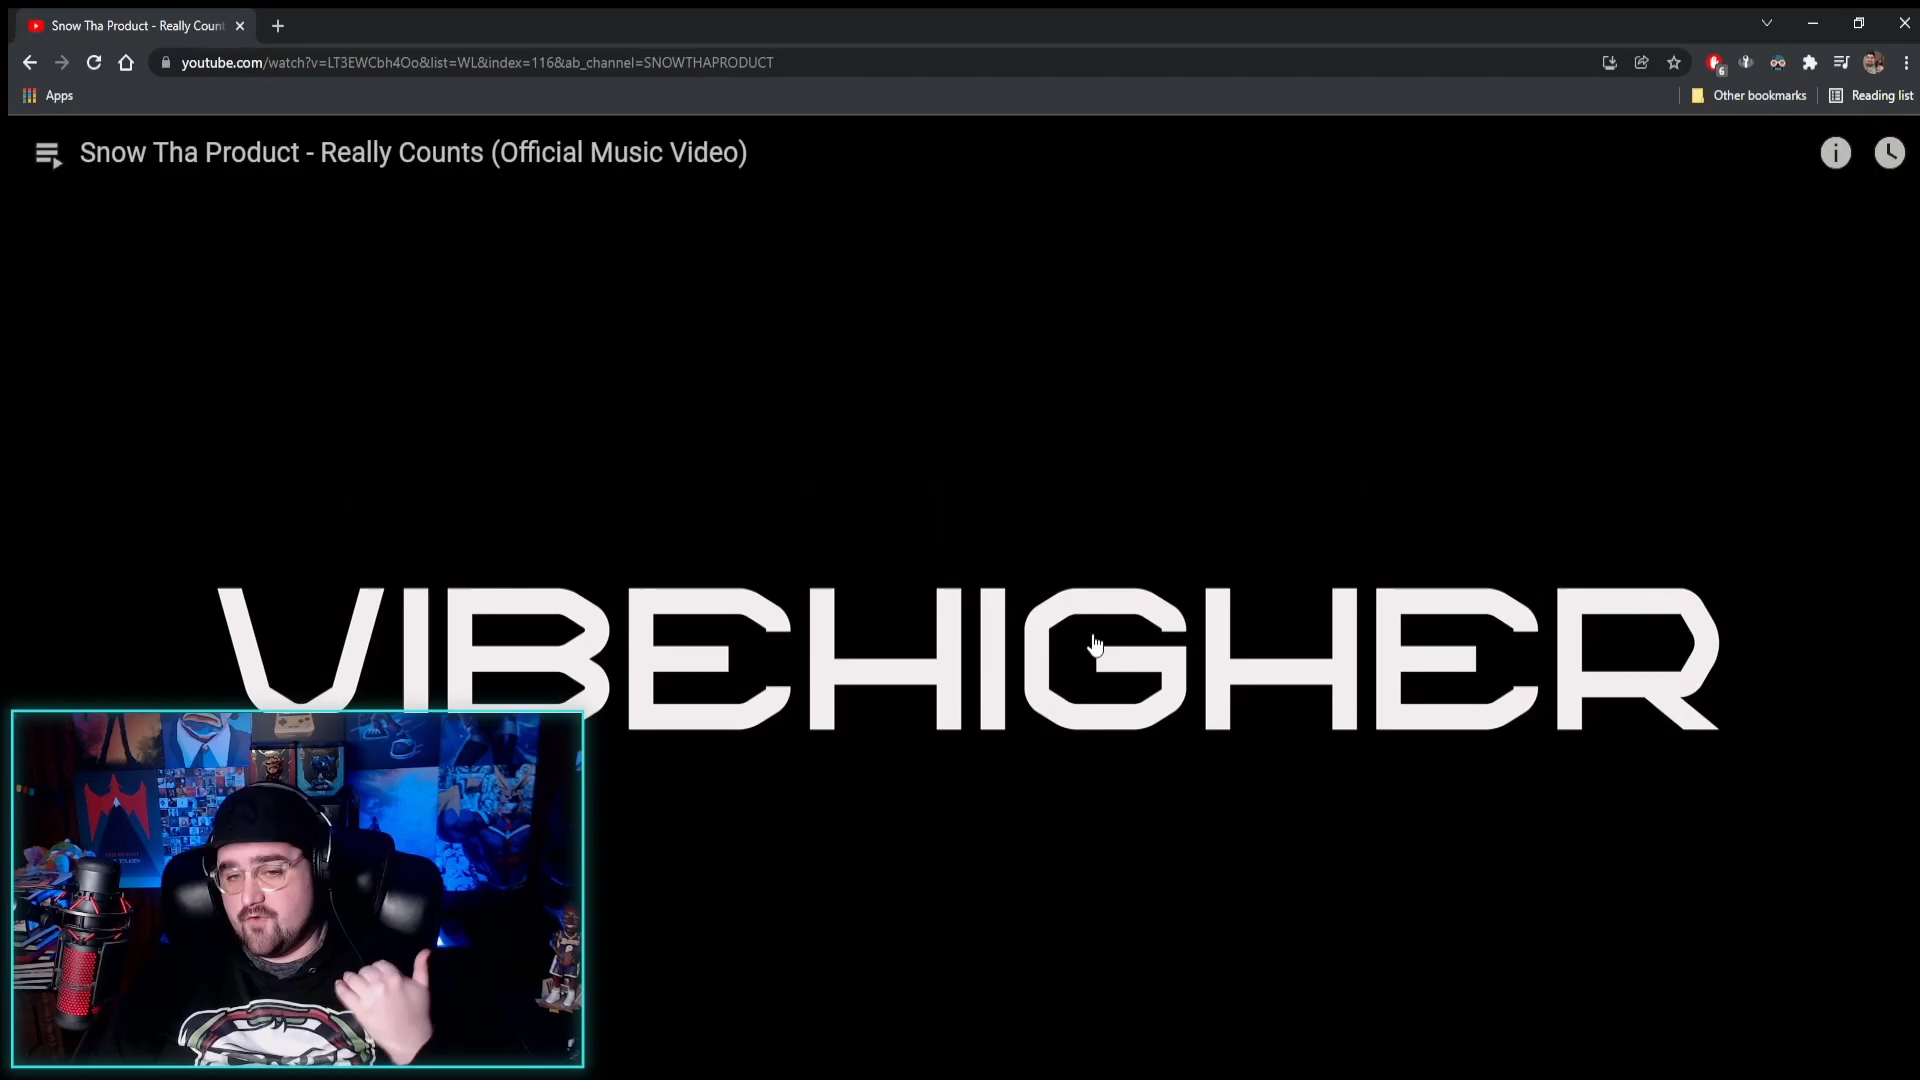 Snow Tha Product - Really Count
youtube.com/watch?v=LT3EWCbh4Oo&list=WL&index=116&ab_channel=SNOWTHAPRODUCT
6
Apps
Other bookmarks
Reading list
Snow Tha Product - Really Counts (Official Music Video)
VIBEHIGHER